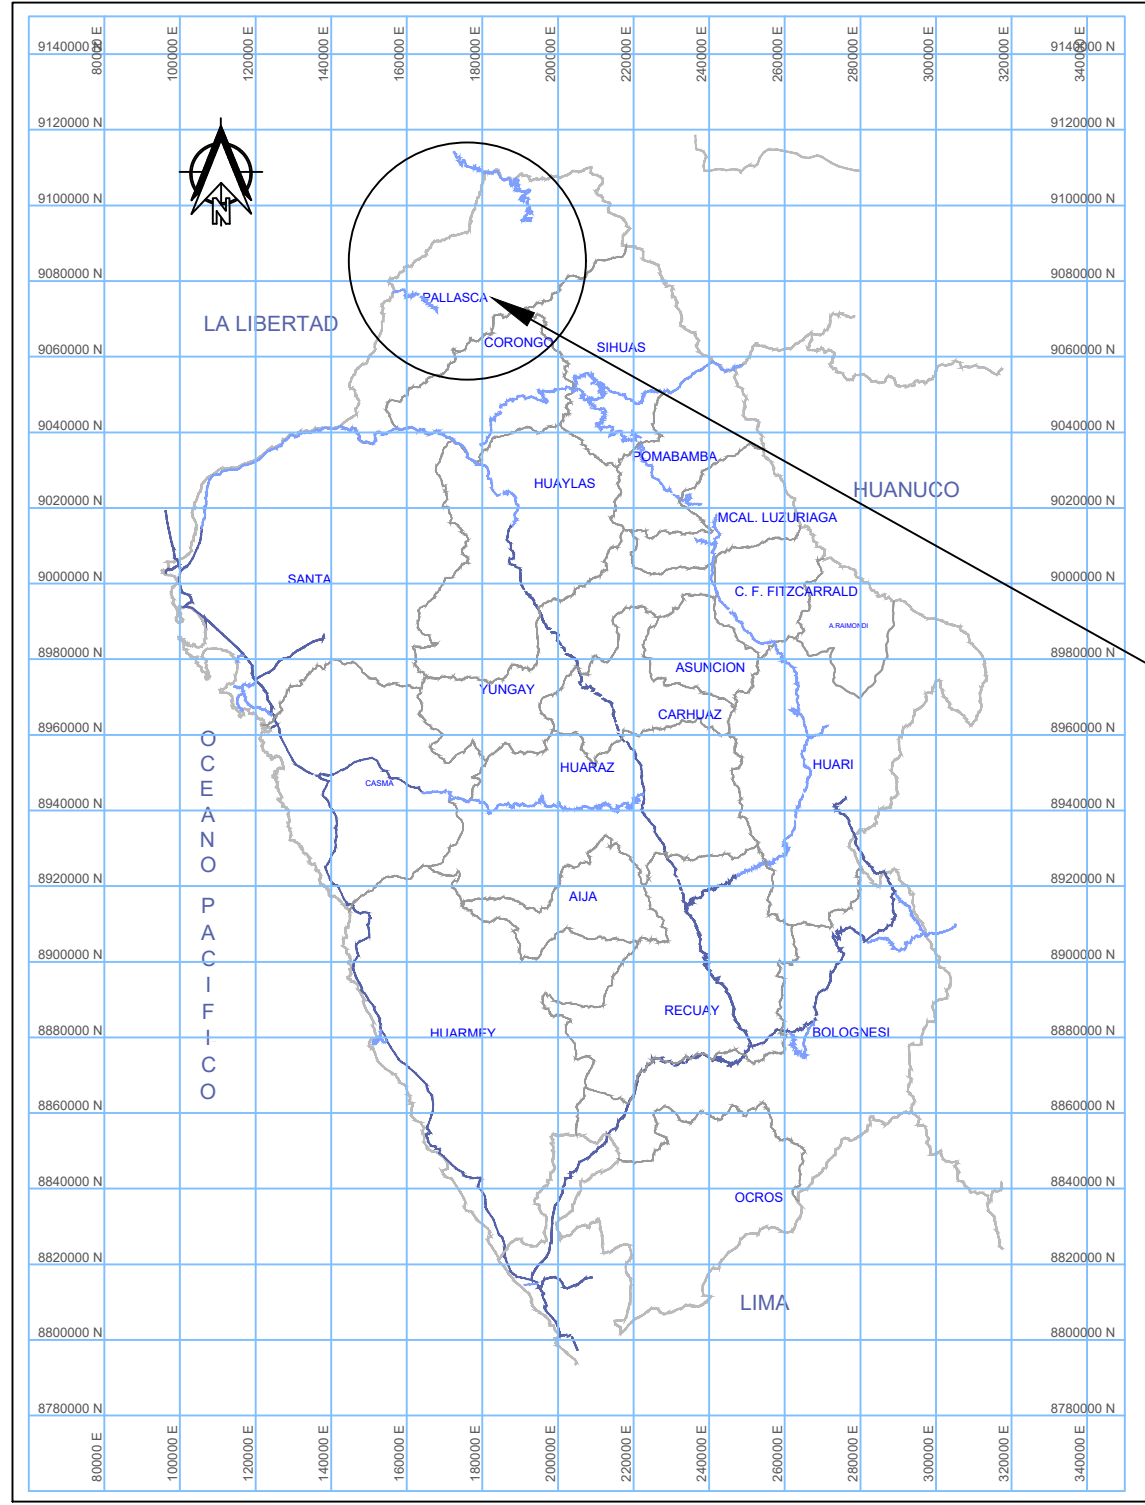 80000 E
100000 E
120000 E
140000 E
160000 E
180000 E
200000 E
220000 E
240000 E
260000 E
280000 E
300000 E
320000 E
340000 E
9140000 N
9140000 N
9120000 N
9120000 N
N
9100000 N
9100000 N
9080000 N
9080000 N
PALLASCA
LA LIBERTAD
CORONGO
SIHUAS
9060000 N
9060000 N
9040000 N
9040000 N
POMABAMBA
HUAYLAS
HUANUCO
9020000 N
9020000 N
MCAL. LUZURIAGA
9000000 N
9000000 N
SANTA
C. F. FITZCARRALD
A.RAIMONDI
8980000 N
8980000 N
ASUNCION
YUNGAY
CARHUAZ
8960000 N
8960000 N
OCEANO PACIFICO
HUARAZ
HUARI
CASMA
8940000 N
8940000 N
8920000 N
8920000 N
AIJA
8900000 N
8900000 N
RECUAY
8880000 N
8880000 N
HUARMEY
BOLOGNESI
8860000 N
8860000 N
8840000 N
8840000 N
OCROS
8820000 N
8820000 N
LIMA
8800000 N
8800000 N
8780000 N
8780000 N
80000 E
100000 E
120000 E
140000 E
160000 E
180000 E
200000 E
220000 E
240000 E
260000 E
280000 E
300000 E
320000 E
340000 E